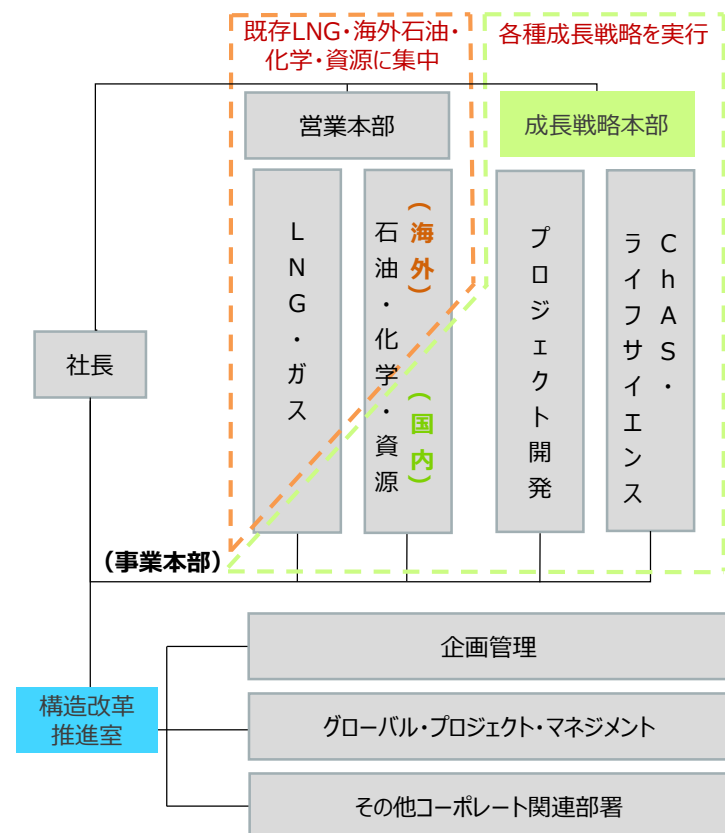 既存LNG・海外石油・
化学・資源に集中
各種成長戦略を実行
営業本部
成長戦略本部
LNG・ガス
石油・化学・資源
（海外）
（国内）
プロジェクト開発
ChAS・
ライフサイエンス
社長
（事業本部）
企画管理
構造改革
推進室
グローバル・プロジェクト・マネジメント
その他コーポレート関連部署